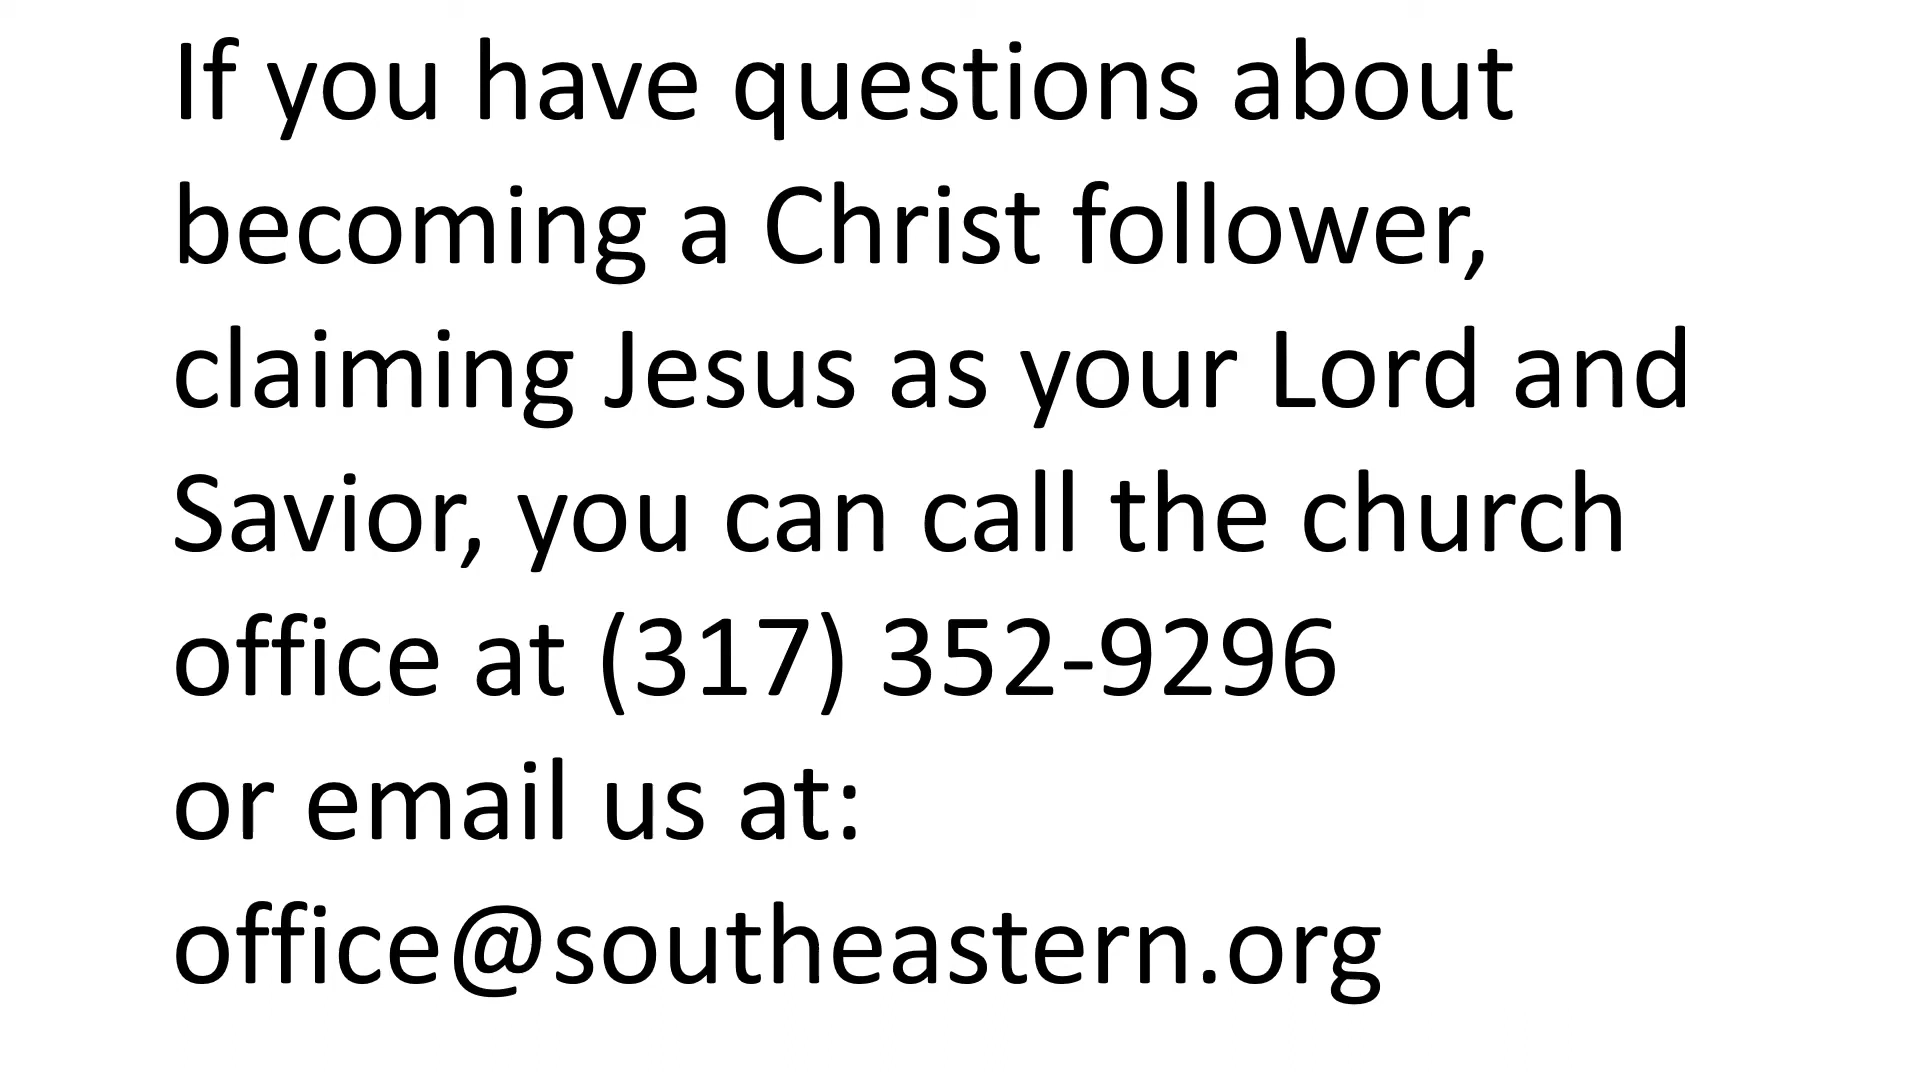 If you have questions about
becoming a Christ follower,
claiming Jesus as your Lord and
Savior, you can call the church
office at (317) 352-9296
or email us at:
office@southeastern.org